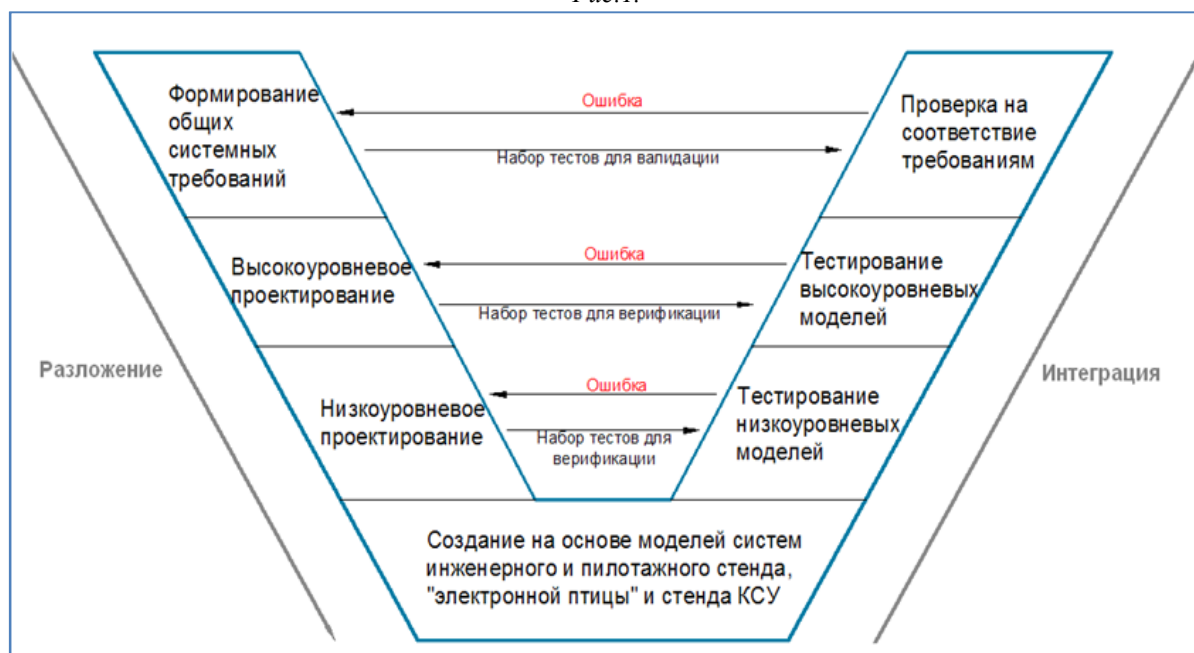 Рис.1.
Формирование
общих
системных
требований
Ошибка
Набор тестов для валидации
Проверка на
соответствие
требованиям
Высокоуровневое
проектирование
Ошибка
Набор тестов для верификации
Тестирование
высокоуровневых
моделей
Разложение
Интеграция
Низкоуровневое
проектирование
Ошибка
Набор тестов для
верификации
Тестирование
низкоуровневых
моделей
Создание на основе моделей систем
инженерного и пилотажного стенда,
"электронной птицы" и стенда КСУ